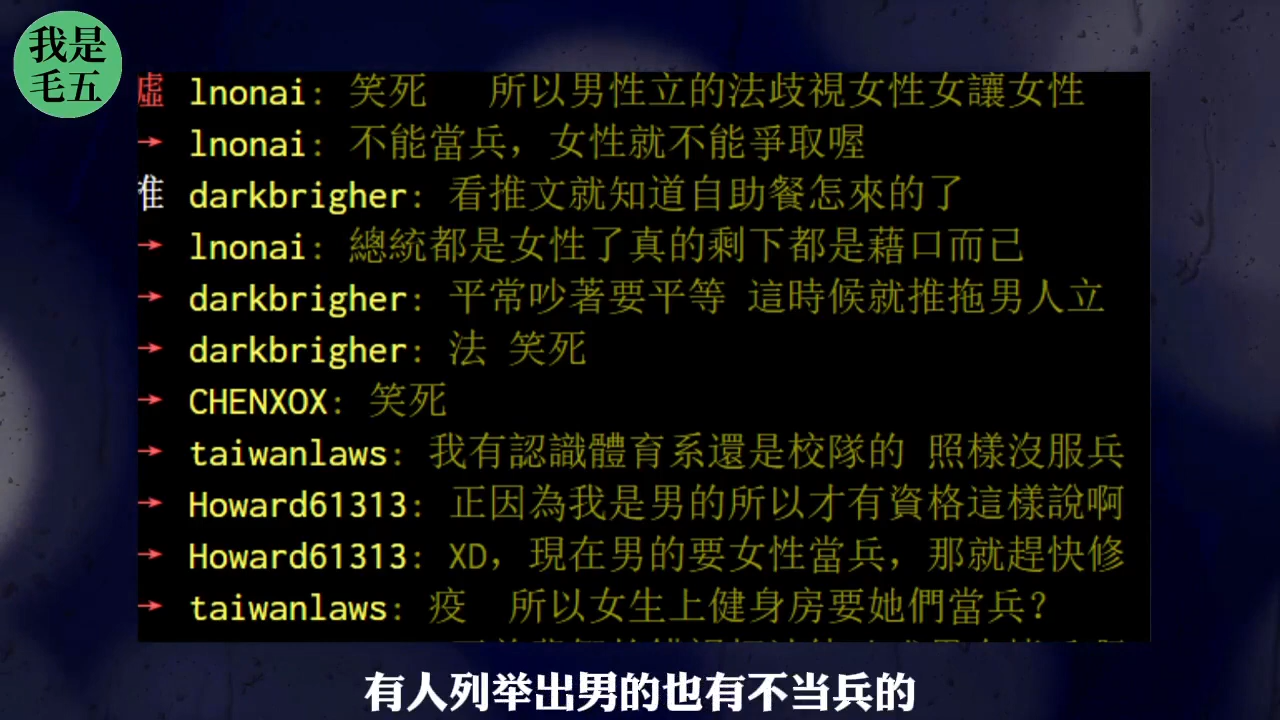 我是
毛五
噓 lnonai: 笑死 所以男性立的法歧視女性女讓女性
→ lnonai: 不能當兵，女性就不能爭取喔
推 darkbrigher: 看推文就知道自助餐怎來的了
→ lnonai: 總統都是女性了真的剩下都是藉口而已
→ darkbrigher: 平常吵著要平等 這時候就推拖男人立
→ darkbrigher: 法 笑死
→ CHENXOX: 笑死
→ taiwanlaws: 我有認識體育系還是校隊的 照樣沒服兵
→ Howard61313: 正因為我是男的所以才有資格這樣說啊
→ Howard61313: XD，現在男的要女性當兵，那就趕快修
→ taiwanlaws: 疫 所以女生上健身房要她們當兵？
有人列举出男的也有不当兵的